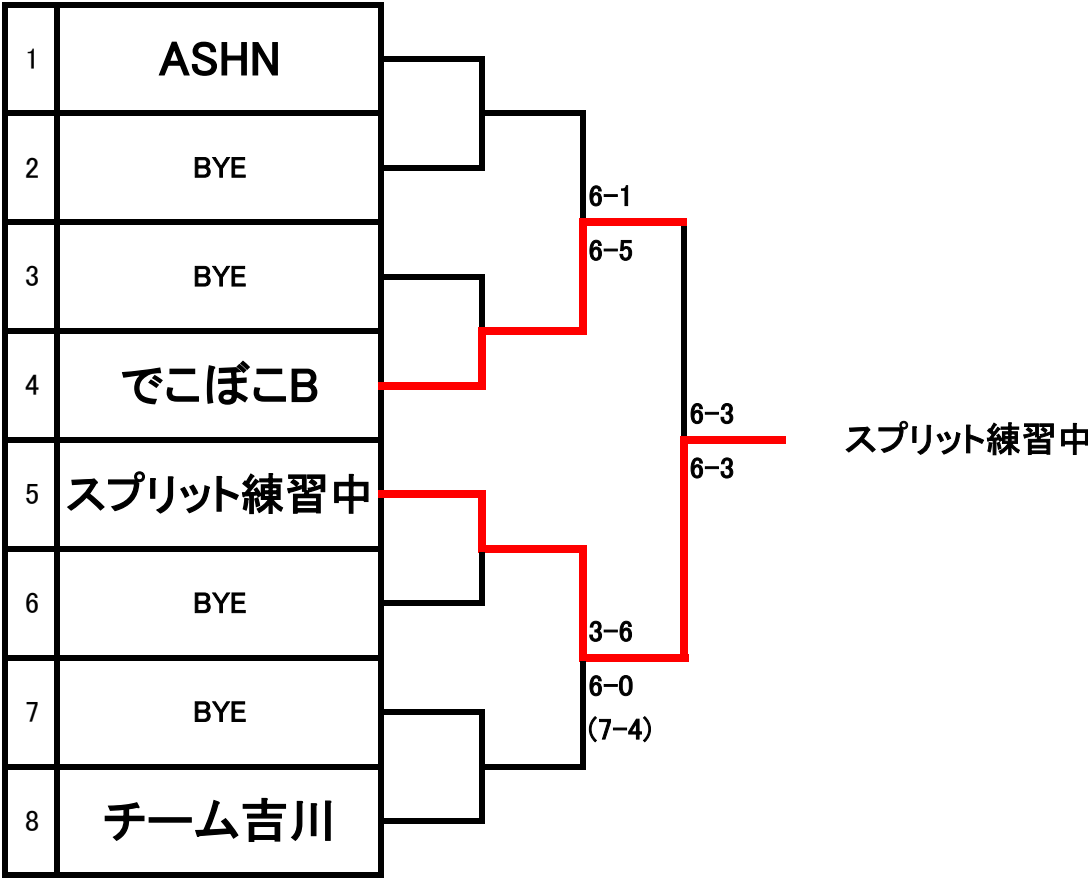 1 ASHN
2 BYE
3 BYE
4 でこぼこB
5 スプリット練習中
6 BYE
7 BYE
8 チーム吉川
6-1
6-5
3-6
6-0
(7-4)
6-3
6-3
スプリット練習中